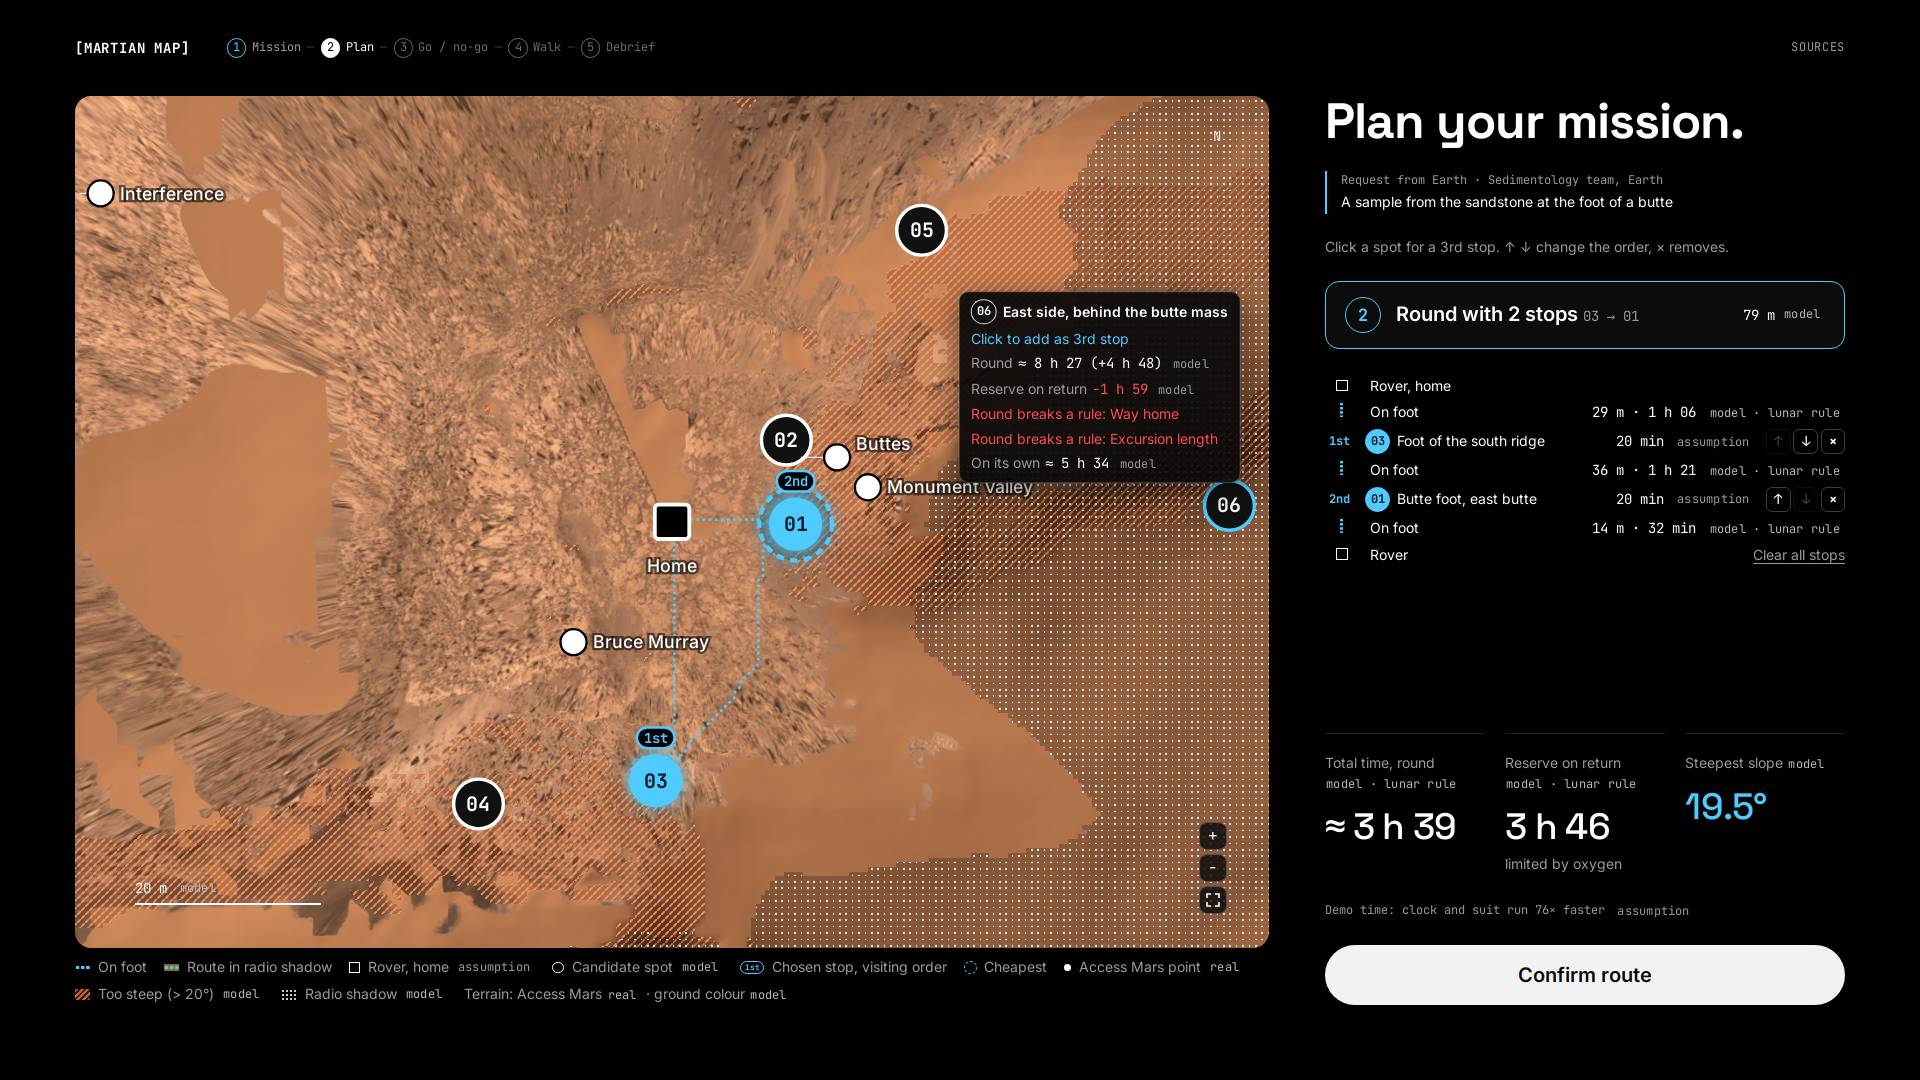 [MARTIAN MAP]
1 Mission – 2 Plan – 3 Go / no-go – 4 Walk – 5 Debrief
SOURCES
N
Interference
05
06 East side, behind the butte mass
Click to add as 3rd stop
Round ≈ 8 h 27 (+4 h 48) model
Reserve on return -1 h 59 model
Round breaks a rule: Way home
Round breaks a rule: Excursion length
On its own ≈ 5 h 34 model
02
Buttes
2nd
Monument Valley
06
01
Home
Bruce Murray
1st
03
04
20 m model
+
-
On foot
Route in radio shadow
Rover, home assumption
Candidate spot model
1st Chosen stop, visiting order
Cheapest
Access Mars point real
Too steep (> 20°) model
Radio shadow model
Terrain: Access Mars real · ground colour model
Plan your mission.
Request from Earth · Sedimentology team, Earth
A sample from the sandstone at the foot of a butte
Click a spot for a 3rd stop. ↑ ↓ change the order, × removes.
2 Round with 2 stops 03 → 01 79 m model
Rover, home
On foot 29 m · 1 h 06 model · lunar rule
1st 03 Foot of the south ridge 20 min assumption ↑ ↓ ×
On foot 36 m · 1 h 21 model · lunar rule
2nd 01 Butte foot, east butte 20 min assumption ↑ ↓ ×
On foot 14 m · 32 min model · lunar rule
Rover Clear all stops
Total time, round
model · lunar rule
≈ 3 h 39
Reserve on return
model · lunar rule
3 h 46
limited by oxygen
Steepest slope model
19.5°
Demo time: clock and suit run 76× faster assumption
Confirm route